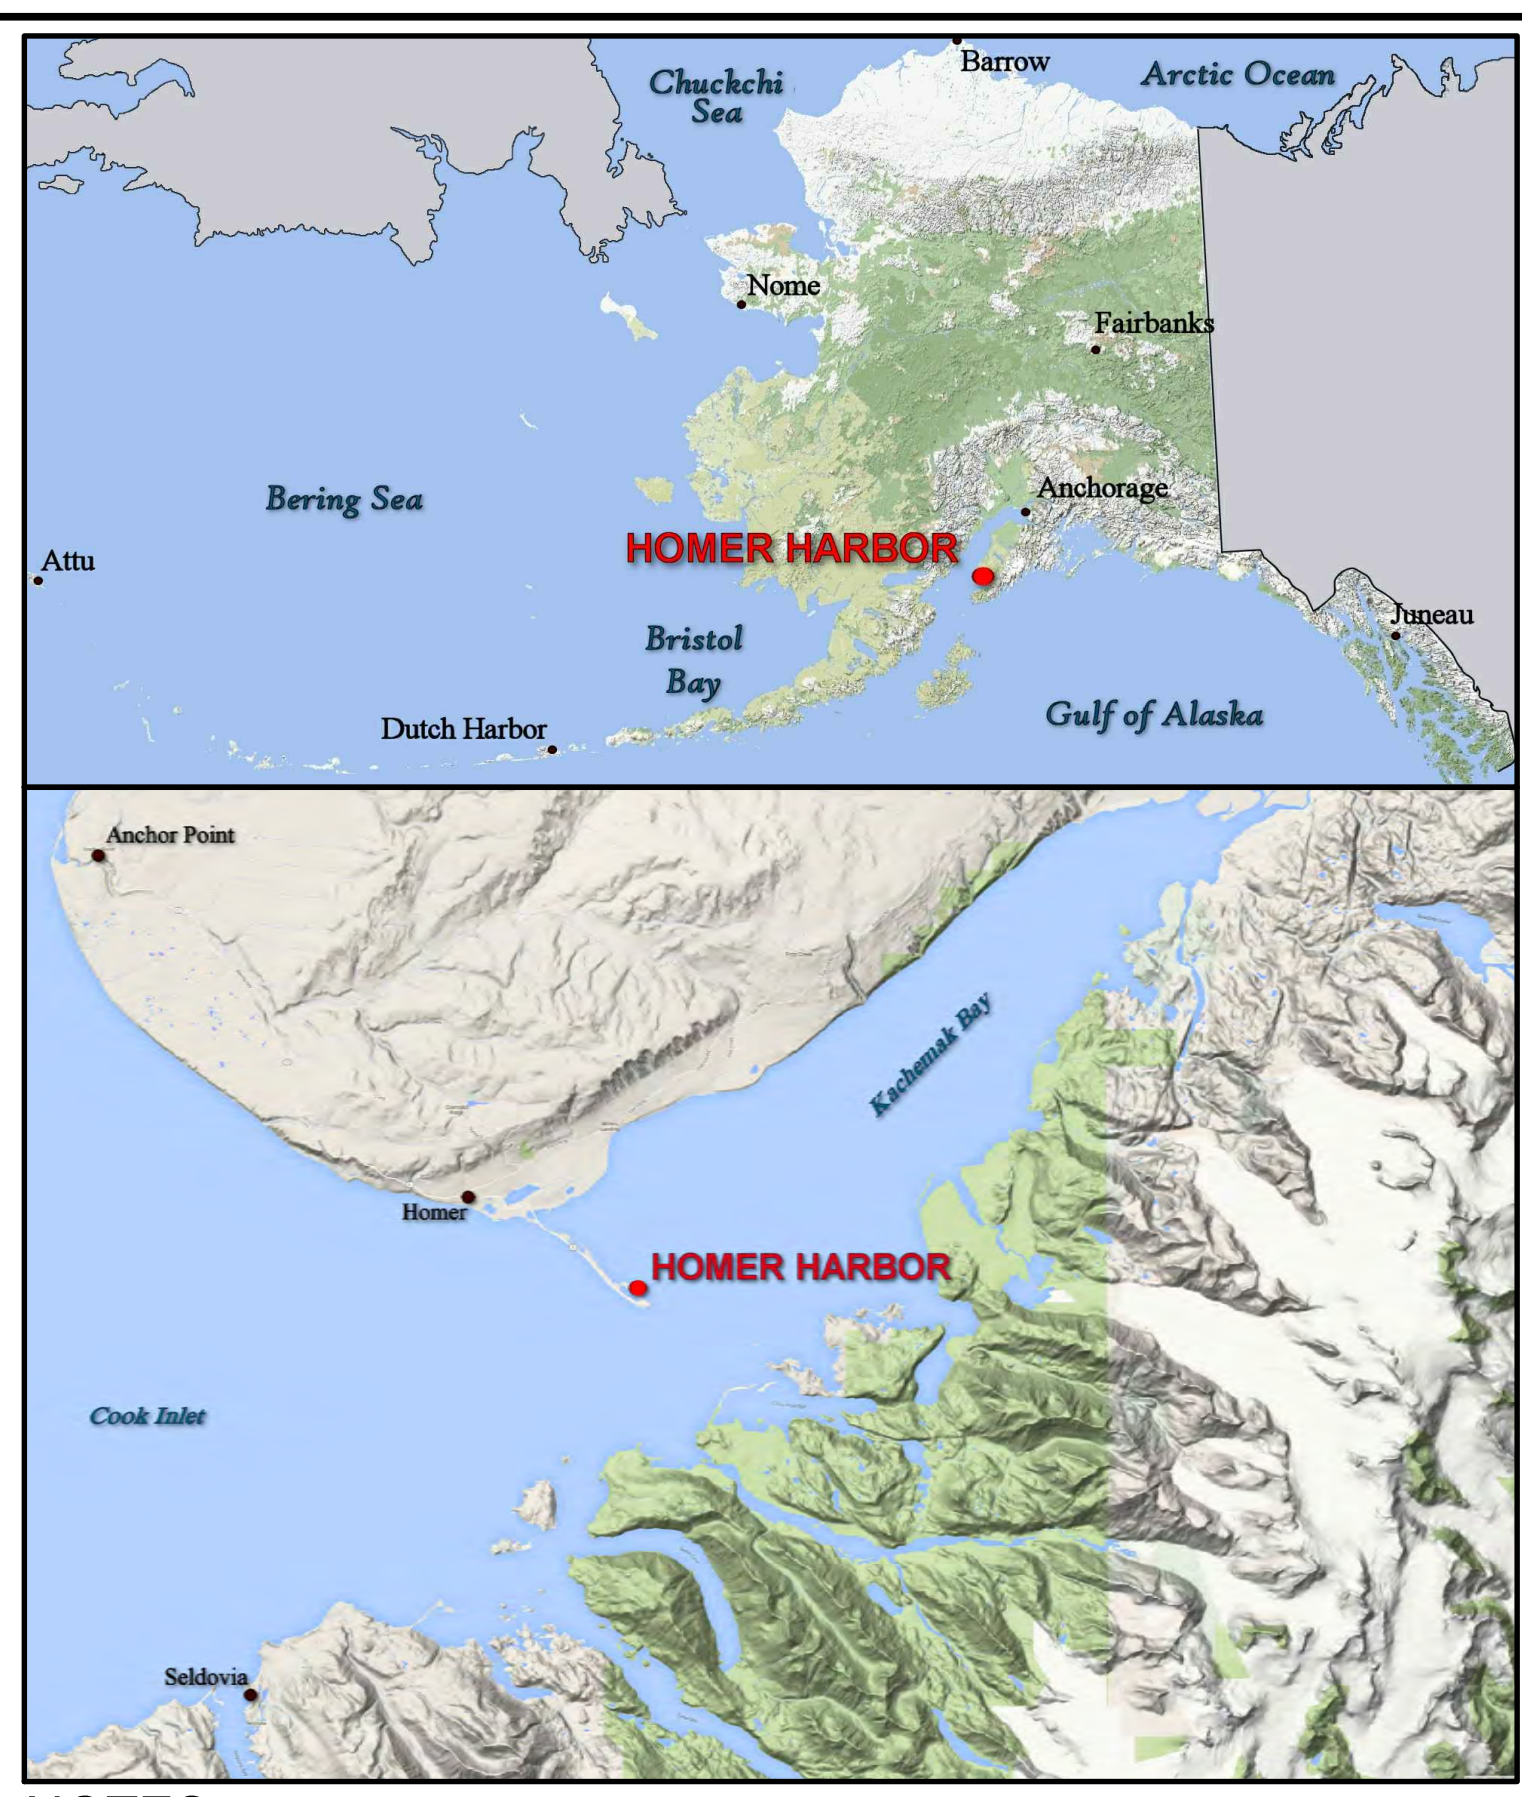 Barrow
Chuckchi
Sea
Arctic Ocean
Nome
Fairbanks
Anchorage
Bering Sea
HOMER HARBOR
Attu
Juneau
Bristol
Bay
Gulf of Alaska
Dutch Harbor
Anchor Point
Kachemak Bay
Homer
HOMER HARBOR
Cook Inlet
Seldovia